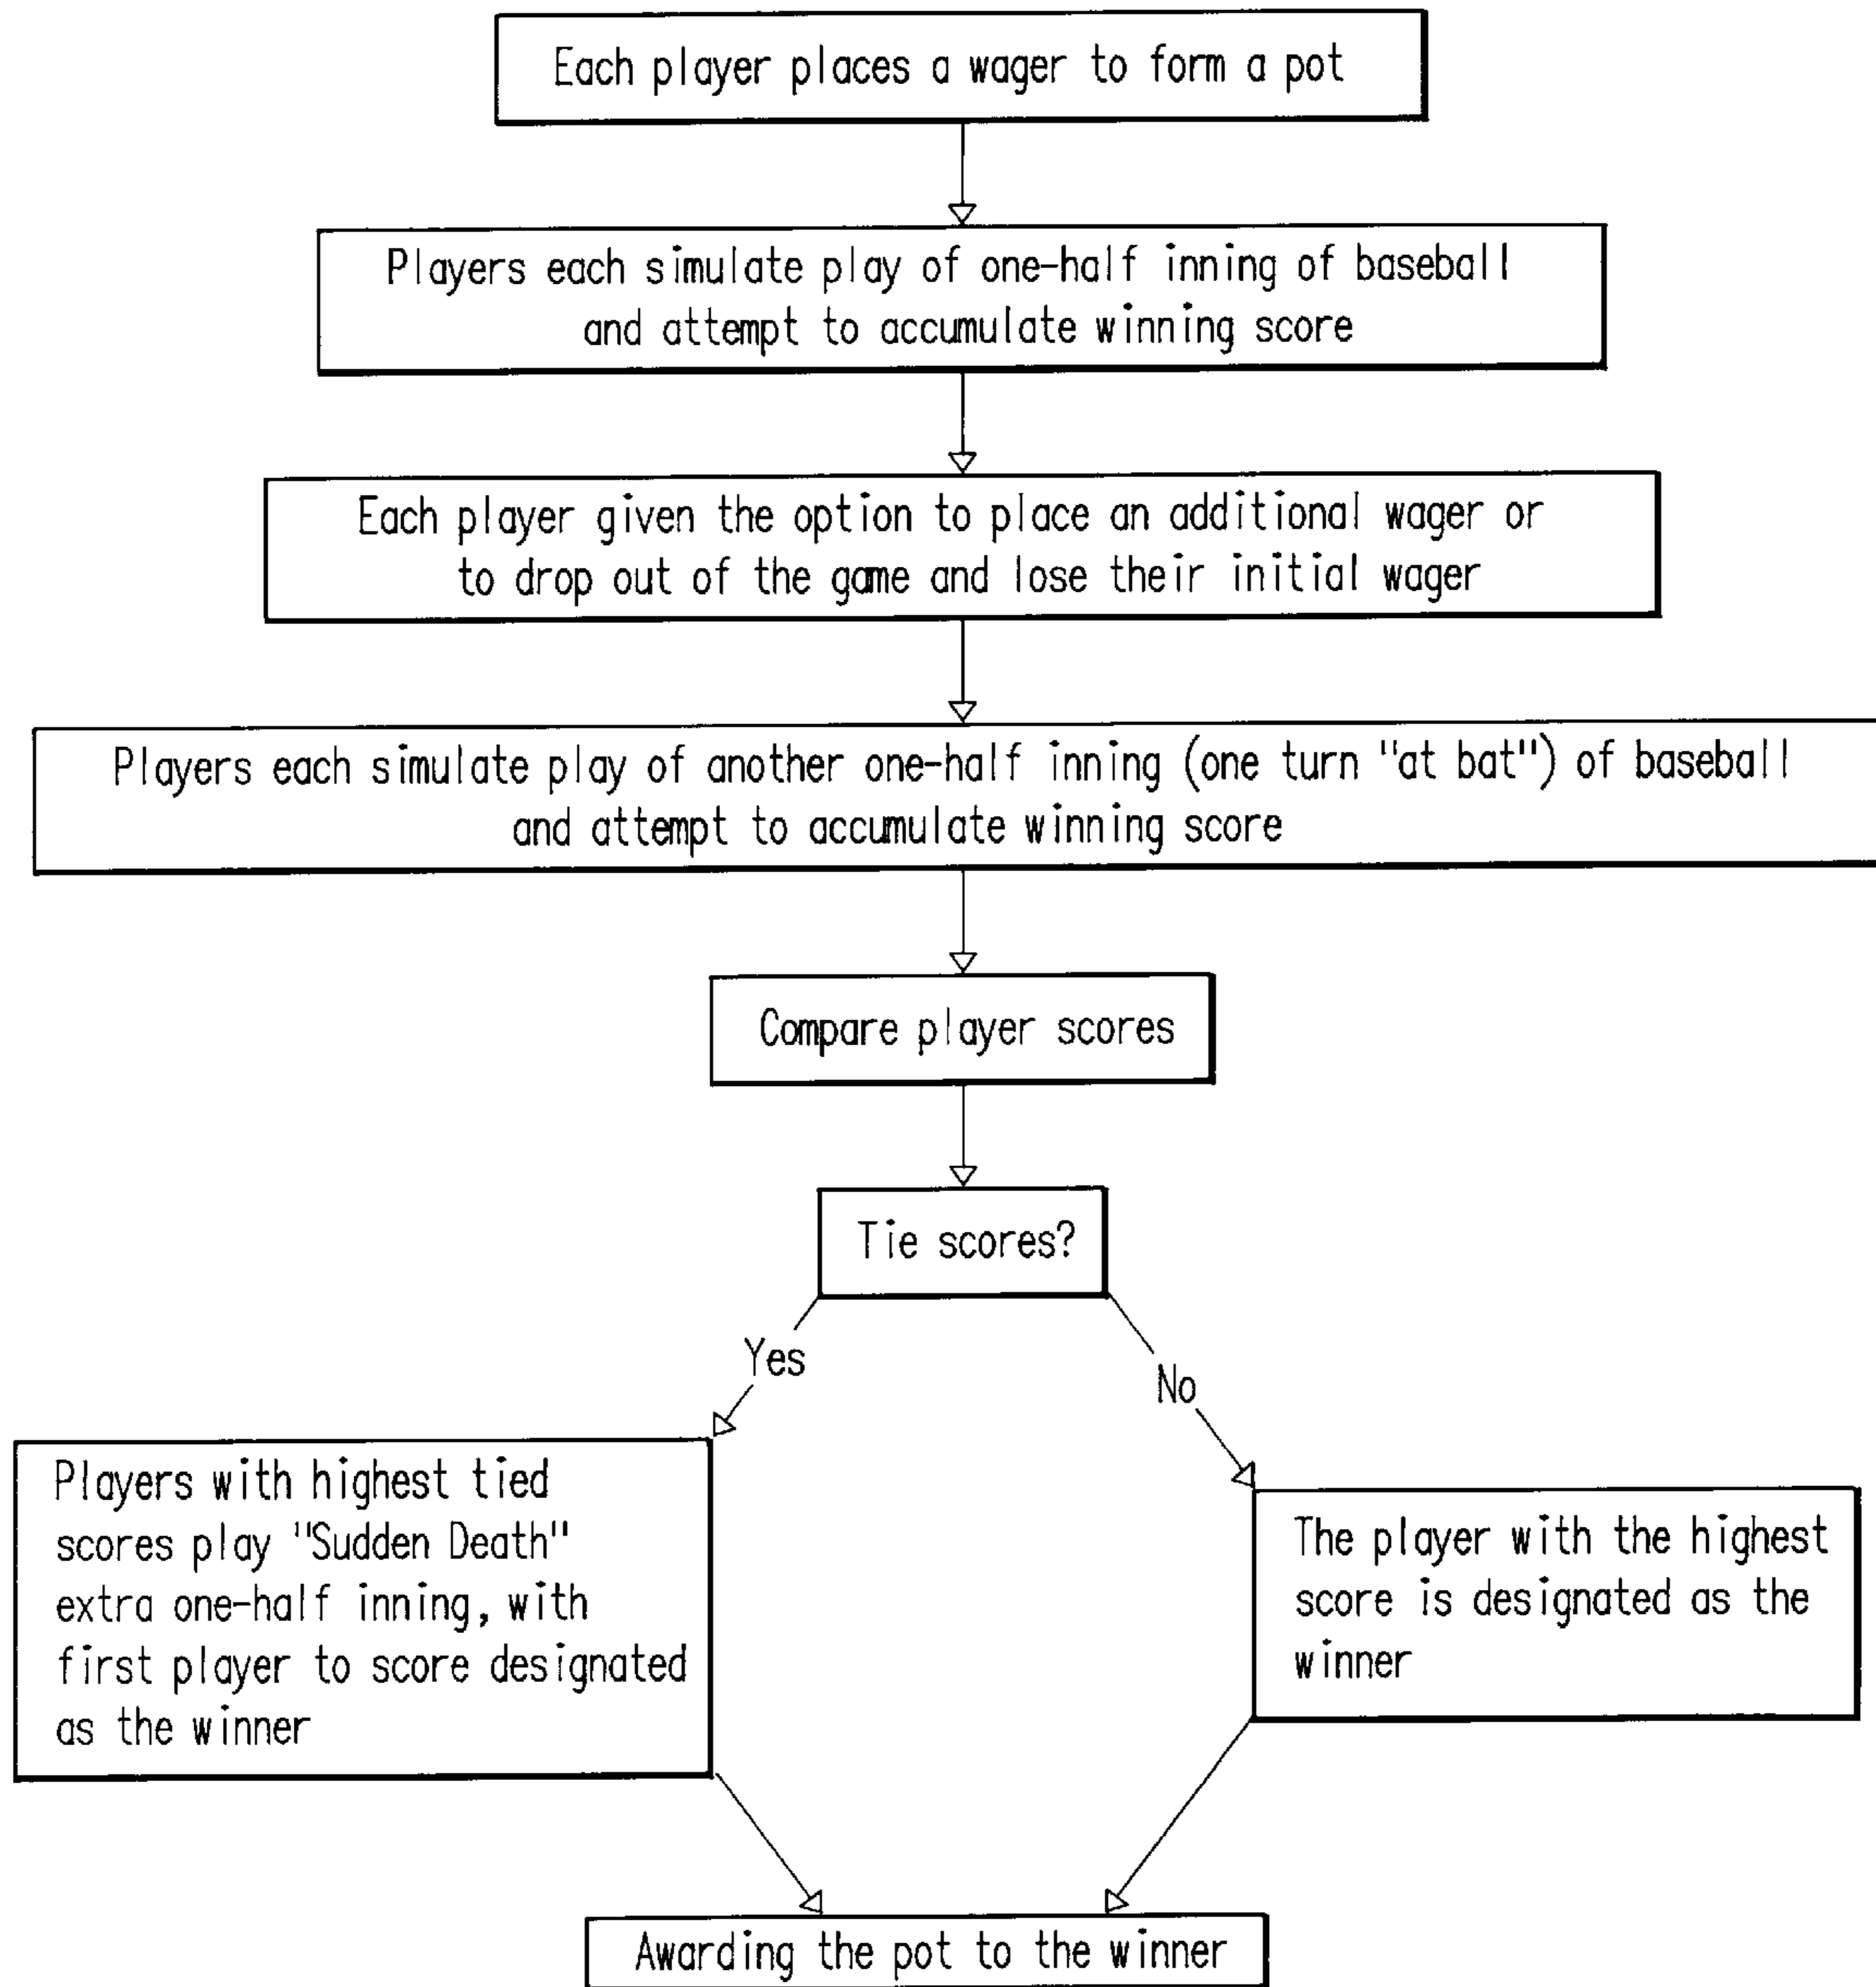 Each player places a wager to form a pot
Players each simulate play of one-half inning of baseball
and attempt to accumulate winning score
Each player given the option to place an additional wager or
to drop out of the game and lose their initial wager
Players each simulate play of another one-half inning (one turn "at bat") of baseball
and attempt to accumulate winning score
Compare player scores
Tie scores?
Yes
No
Players with highest tied
scores play "Sudden Death"
extra one-half inning, with
first player to score designated
as the winner
The player with the highest
score is designated as the
winner
Awarding the pot to the winner